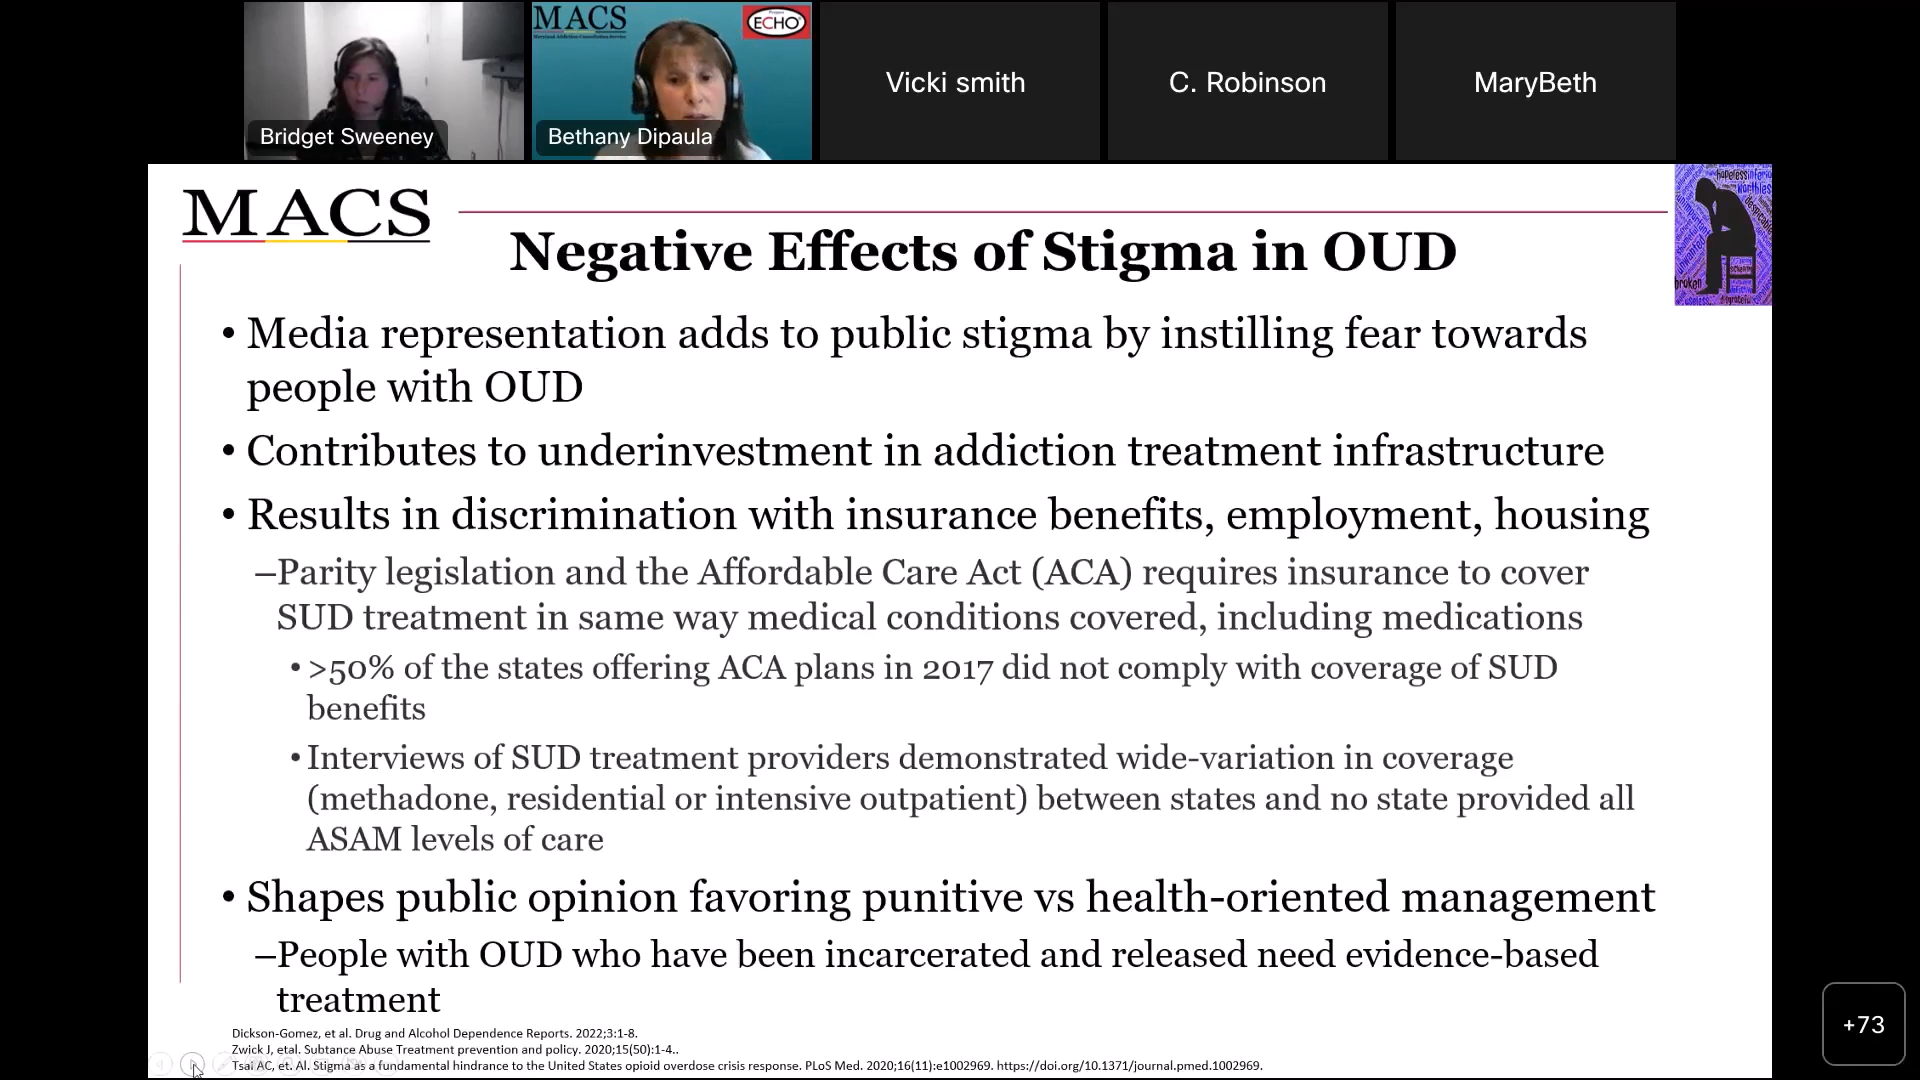 MACS
ECHO
Bridget Sweeney
Bethany Dipaula
Vicki smith
C. Robinson
MaryBeth
MACS
hopeless
worthless
broken
Negative Effects of Stigma in OUD
• Media representation adds to public stigma by instilling fear towards
people with OUD
• Contributes to underinvestment in addiction treatment infrastructure
• Results in discrimination with insurance benefits, employment, housing
–Parity legislation and the Affordable Care Act (ACA) requires insurance to cover
SUD treatment in same way medical conditions covered, including medications
• >50% of the states offering ACA plans in 2017 did not comply with coverage of SUD
benefits
• Interviews of SUD treatment providers demonstrated wide-variation in coverage
(methadone, residential or intensive outpatient) between states and no state provided all
ASAM levels of care
• Shapes public opinion favoring punitive vs health-oriented management
–People with OUD who have been incarcerated and released need evidence-based
treatment
Dickson-Gomez, et al. Drug and Alcohol Dependence Reports. 2022;3:1-8.
Zwick J, etal. Subtance Abuse Treatment prevention and policy. 2020;15(50):1-4..
Tsai AC, et. Al. Stigma as a fundamental hindrance to the United States opioid overdose crisis response. PLoS Med. 2020;16(11):e1002969. https://doi.org/10.1371/journal.pmed.1002969.
+73